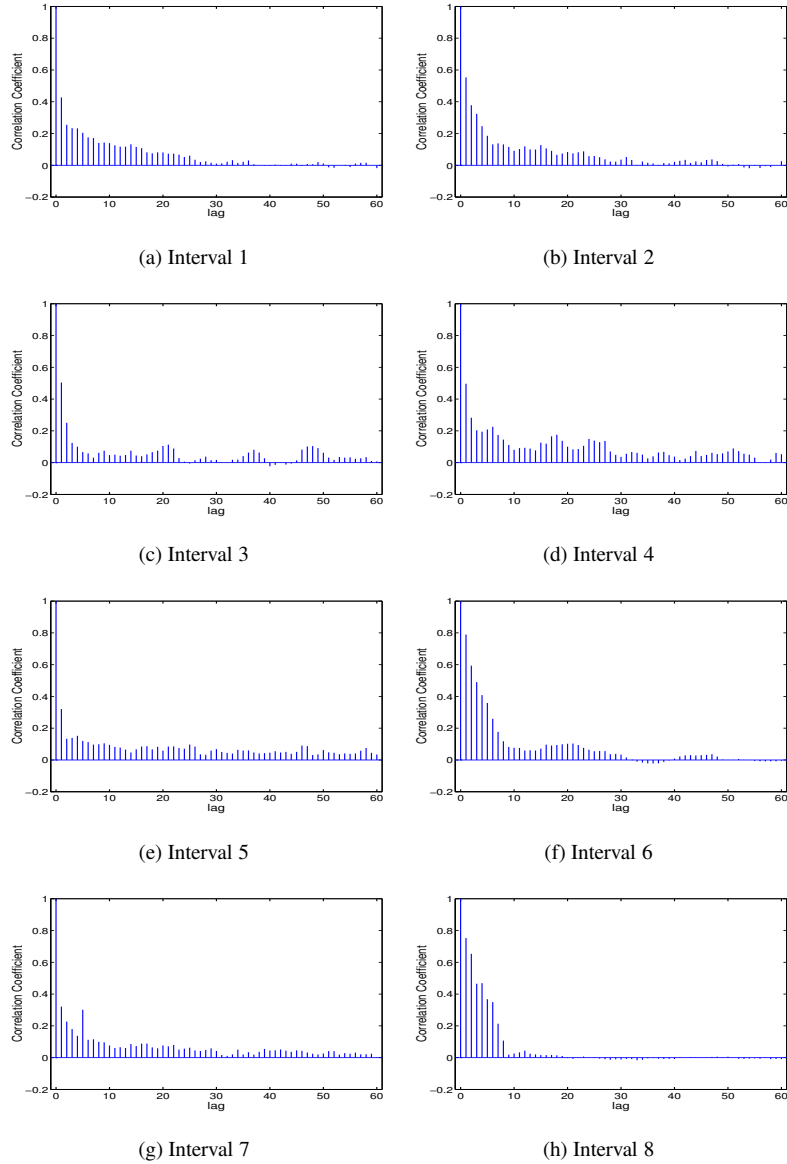 1
0.8
0.6
0.4
0.2
0
−0.2
Correlation Coefficient
0 10 20 30 40 50 60
lag
(a) Interval 1
1
0.8
0.6
0.4
0.2
0
−0.2
Correlation Coefficient
0 10 20 30 40 50 60
lag
(b) Interval 2
1
0.8
0.6
0.4
0.2
0
−0.2
Correlation Coefficient
0 10 20 30 40 50 60
lag
(c) Interval 3
1
0.8
0.6
0.4
0.2
0
−0.2
Correlation Coefficient
0 10 20 30 40 50 60
lag
(d) Interval 4
1
0.8
0.6
0.4
0.2
0
−0.2
Correlation Coefficient
0 10 20 30 40 50 60
lag
(e) Interval 5
1
0.8
0.6
0.4
0.2
0
−0.2
Correlation Coefficient
0 10 20 30 40 50 60
lag
(f) Interval 6
1
0.8
0.6
0.4
0.2
0
−0.2
Correlation Coefficient
0 10 20 30 40 50 60
lag
(g) Interval 7
1
0.8
0.6
0.4
0.2
0
−0.2
Correlation Coefficient
0 10 20 30 40 50 60
lag
(h) Interval 8